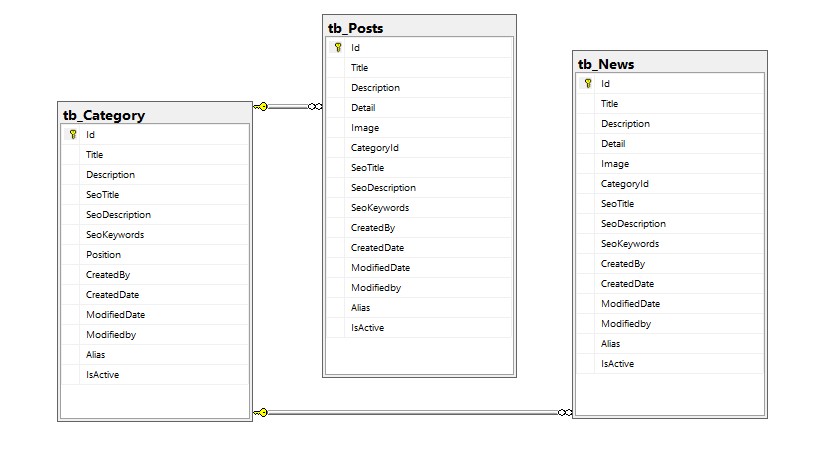 tb_Category
Id
Title
Description
SeoTitle
SeoDescription
SeoKeywords
Position
CreatedBy
CreatedDate
ModifiedDate
Modifiedby
Alias
IsActive
tb_Posts
Id
Title
Description
Detail
Image
CategoryId
SeoTitle
SeoDescription
SeoKeywords
CreatedBy
CreatedDate
ModifiedDate
Modifiedby
Alias
IsActive
tb_News
Id
Title
Description
Detail
Image
CategoryId
SeoTitle
SeoDescription
SeoKeywords
CreatedBy
CreatedDate
ModifiedDate
Modifiedby
Alias
IsActive